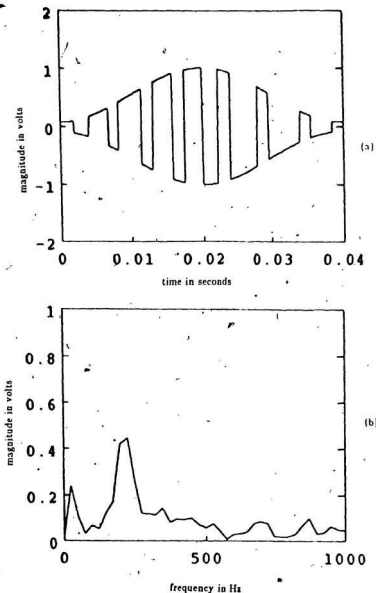 2
1
0
-1
-2
magnitude in volts
(a)
0 0.01 0.02 0.03 0.04
time in seconds
1
0.8
0.6
0.4
0.2
0
magnitude in volts
(b)
0 500 1000
frequency in Hz